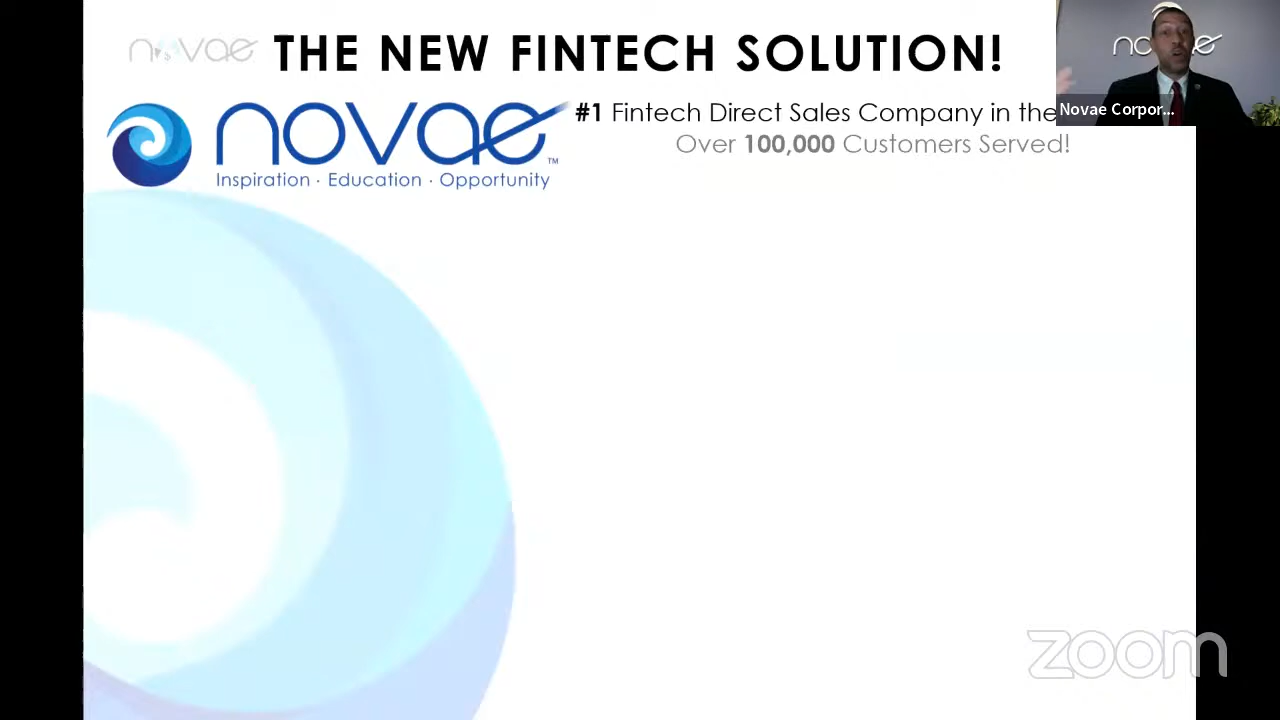 novae THE NEW FINTECH SOLUTION!
novae
Novae Corpor...
novae™
#1 Fintech Direct Sales Company in the
Over 100,000 Customers Served!
Inspiration · Education · Opportunity
zoom